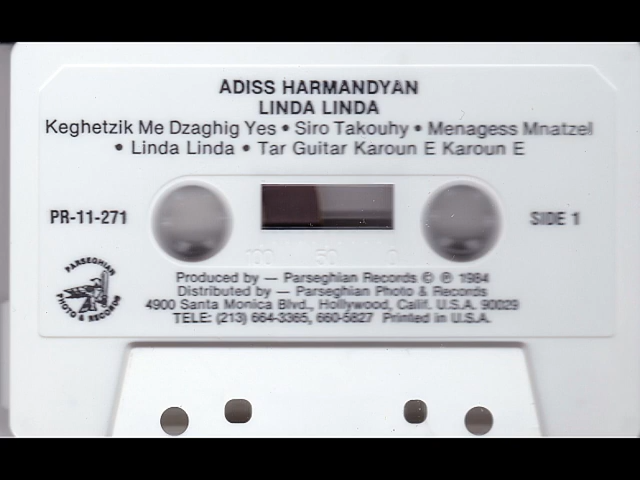 ADISS HARMANDYAN
LINDA LINDA
Keghetzik Me Dzaghig Yes • Siro Takouhy • Menagess Mnatzel
• Linda Linda • Tar Guitar Karoun E Karoun E
PR-11-271
SIDE 1
100 50 0
PARSEGHIAN
PHOTO & RECORDS
Produced by — Parseghian Records © ℗ 1984
Distributed by — Parseghian Photo & Records
4900 Santa Monica Blvd., Hollywood, Calif. U.S.A. 90029
TELE: (213) 664-3365, 660-5827 Printed in U.S.A.